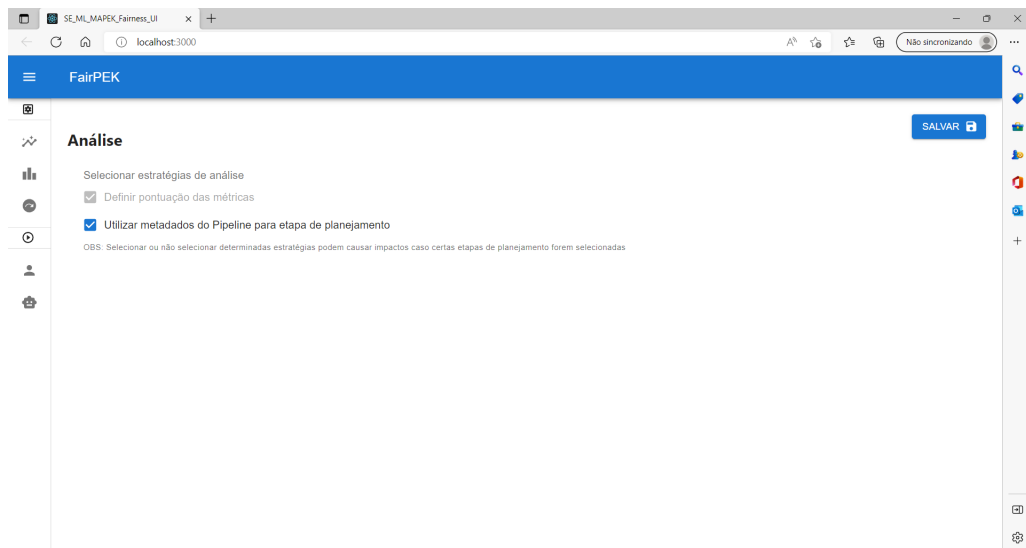 SE_ML_MAPEK_Fairness_UI
localhost:3000
Não sincronizando
FairPEK
SALVAR
Análise
Selecionar estratégias de análise
Definir pontuação das métricas
Utilizar metadados do Pipeline para etapa de planejamento
OBS: Selecionar ou não selecionar determinadas estratégias podem causar impactos caso certas etapas de planejamento forem selecionadas